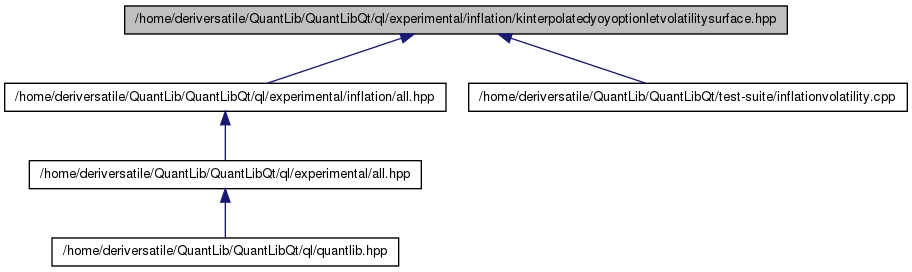 /home/deriversatile/QuantLib/QuantLibQt/ql/experimental/inflation/kinterpolatedyoyoptionletvolatilitysurface.hpp
/home/deriversatile/QuantLib/QuantLibQt/ql/experimental/inflation/all.hpp
/home/deriversatile/QuantLib/QuantLibQt/test-suite/inflationvolatility.cpp
/home/deriversatile/QuantLib/QuantLibQt/ql/experimental/all.hpp
/home/deriversatile/QuantLib/QuantLibQt/ql/quantlib.hpp